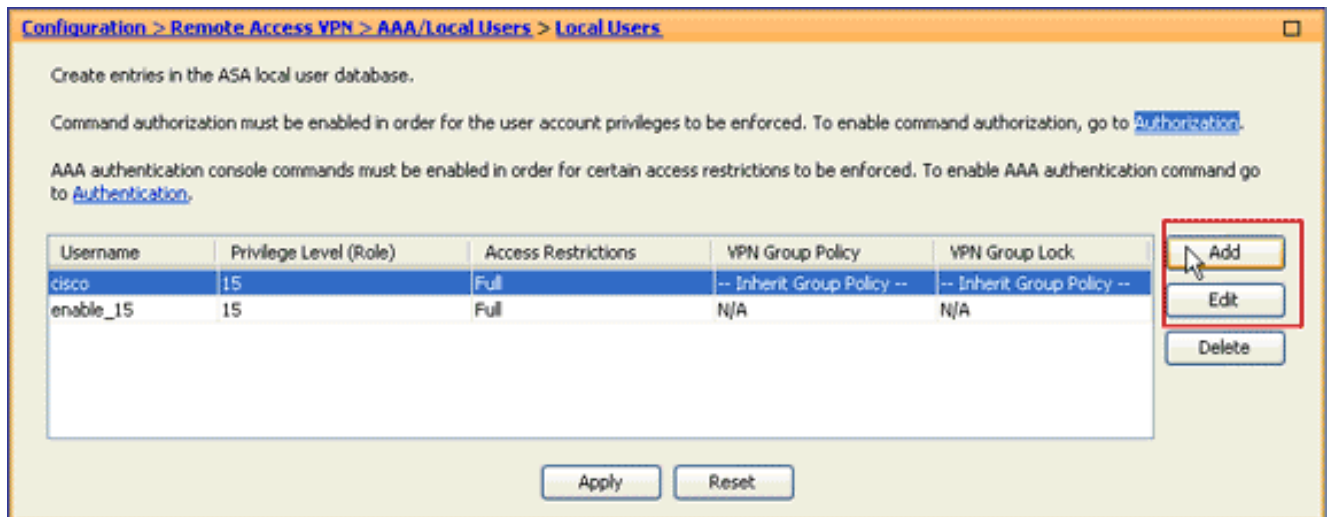 Configuration > Remote Access VPN > AAA/Local Users > Local Users
Create entries in the ASA local user database.
Command authorization must be enabled in order for the user account privileges to be enforced. To enable command authorization, go to Authorization.
AAA authentication console commands must be enabled in order for certain access restrictions to be enforced. To enable AAA authentication command go
to Authentication.
Username Privilege Level (Role) Access Restrictions VPN Group Policy VPN Group Lock
cisco 15 Full -- Inherit Group Policy -- -- Inherit Group Policy --
enable_15 15 Full N/A N/A
Add
Edit
Delete
Apply Reset